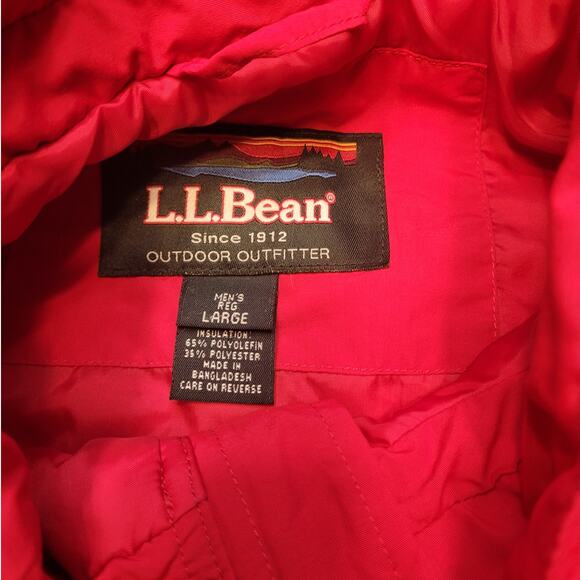 L.L.Bean®
Since 1912
OUTDOOR OUTFITTER
MEN'S
REG
LARGE
INSULATION:
65% POLYOLEFIN
35% POLYESTER
MADE IN
BANGLADESH
CARE ON REVERSE